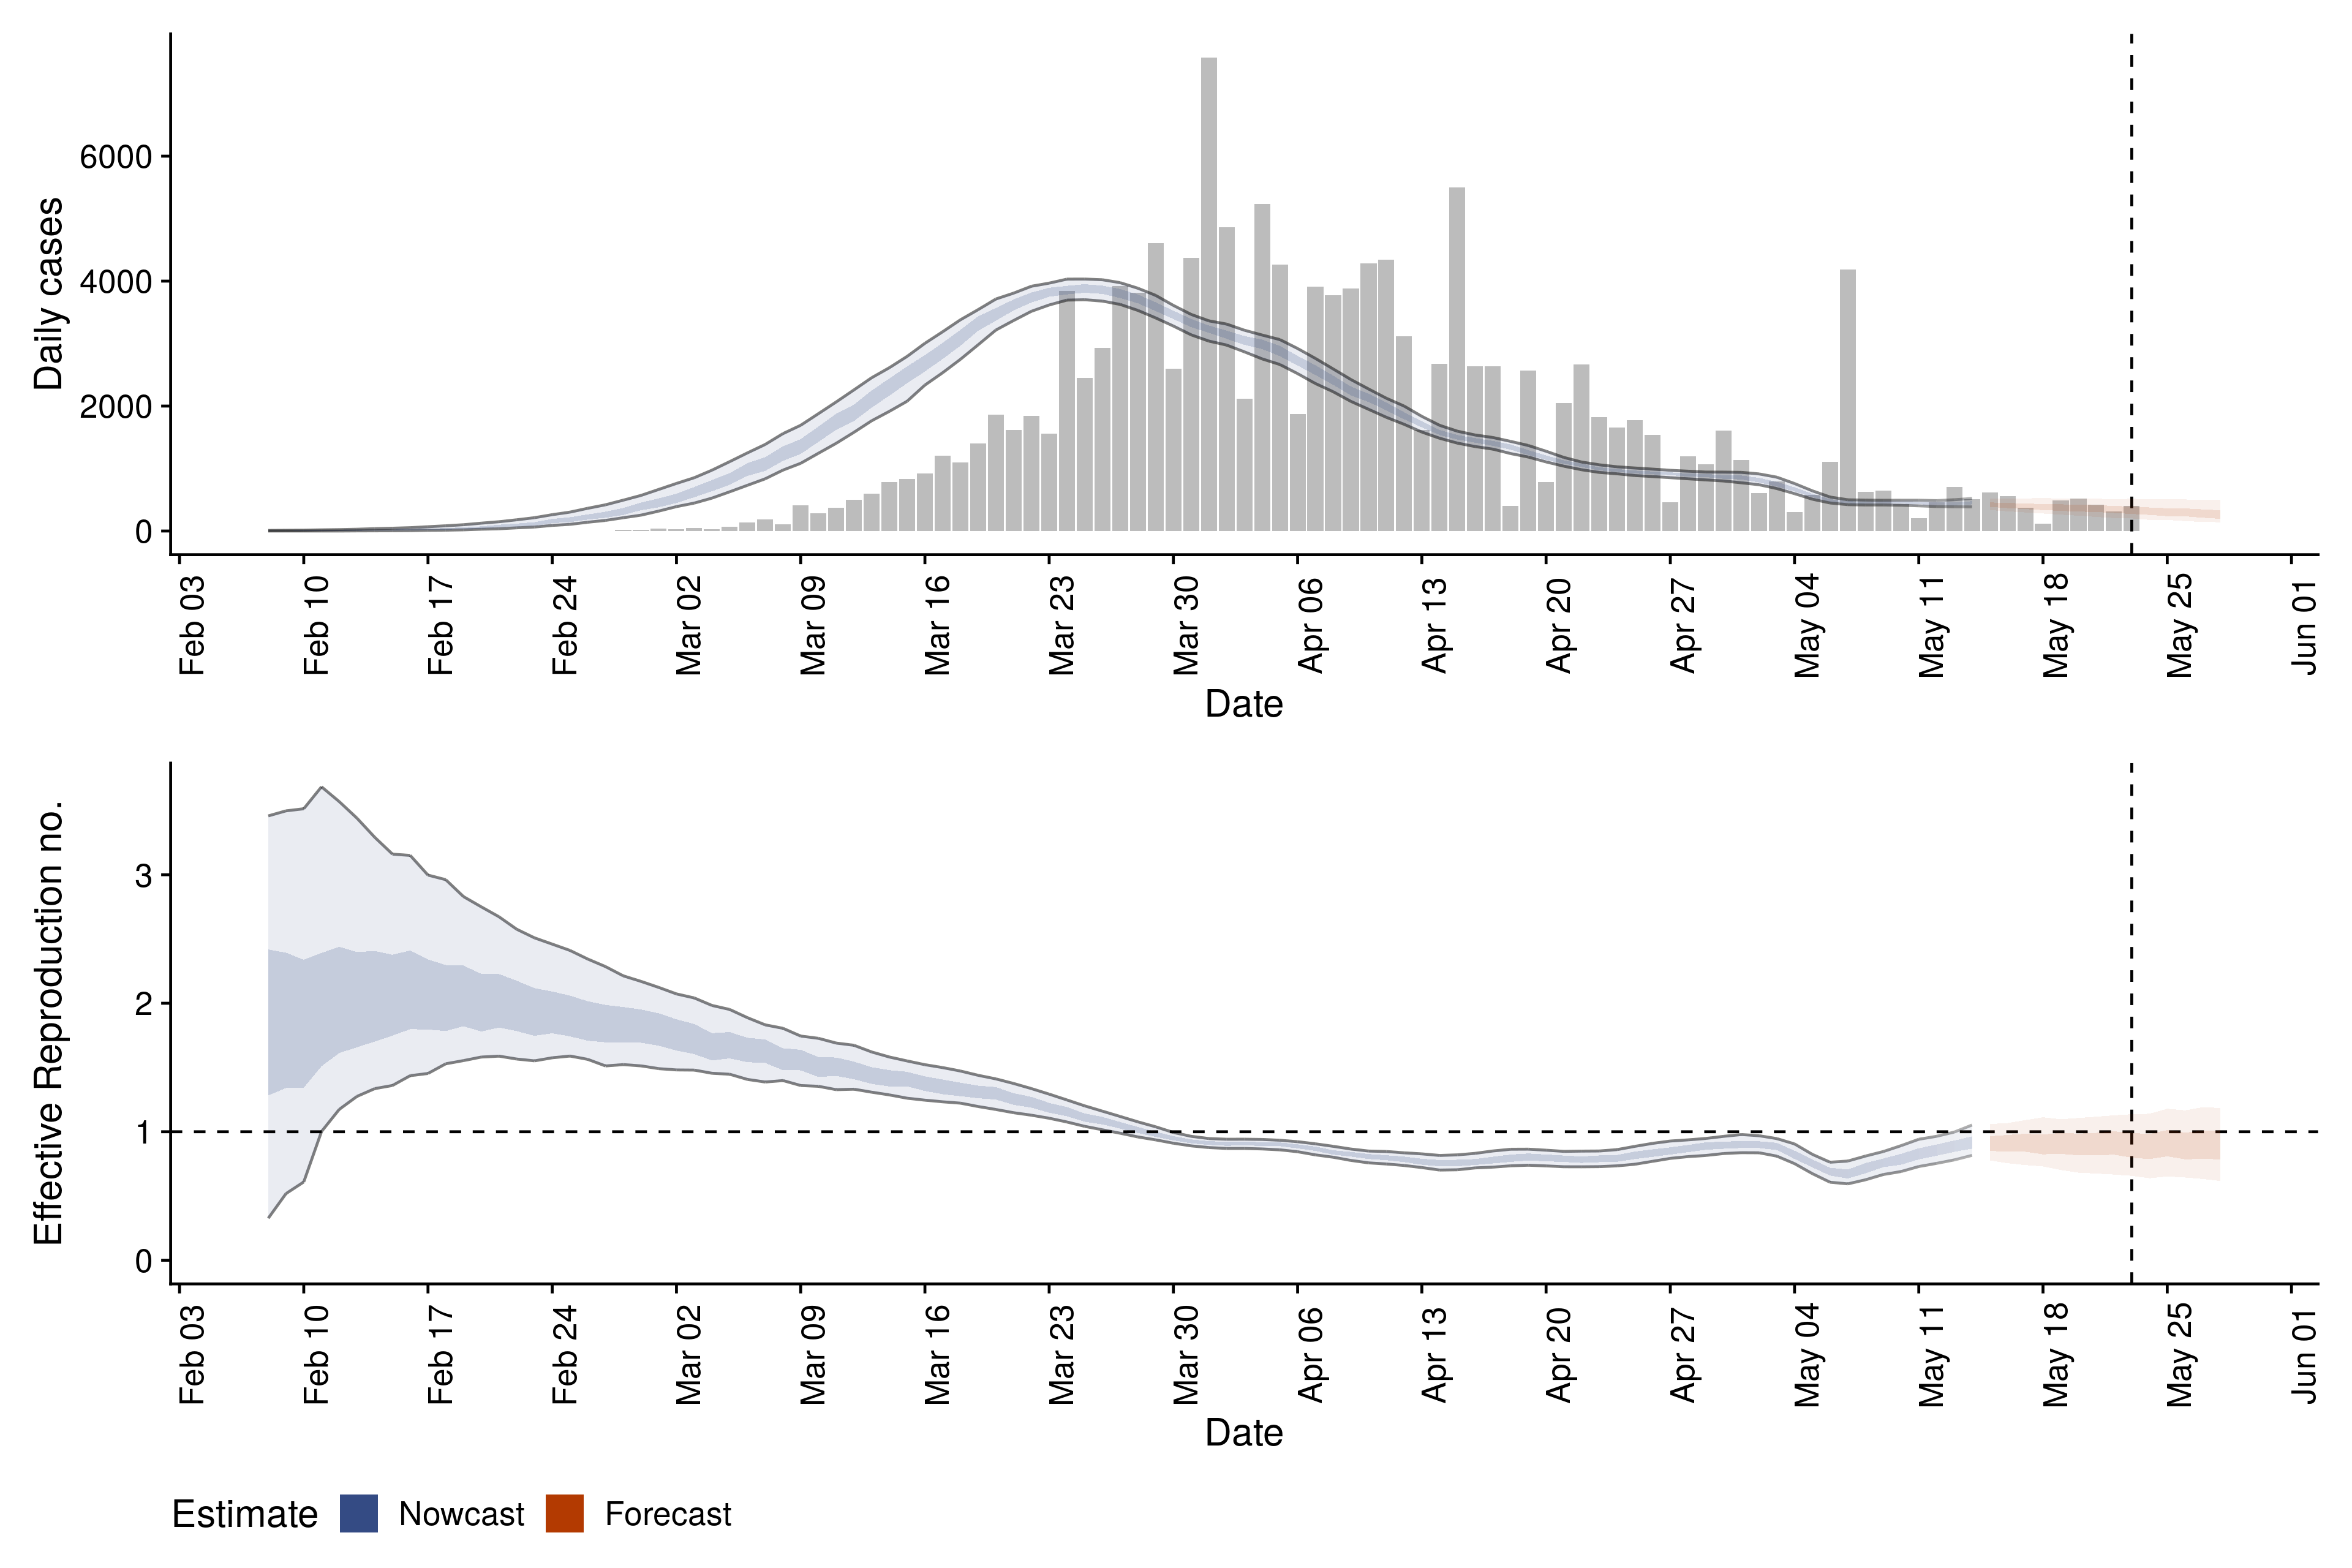 Daily cases
6000
4000
2000
0
Feb 03 Feb 10 Feb 17 Feb 24 Mar 02 Mar 09 Mar 16 Mar 23 Mar 30 Apr 06 Apr 13 Apr 20 Apr 27 May 04 May 11 May 18 May 25 Jun 01
Date
Effective Reproduction no.
3
2
1
0
Feb 03 Feb 10 Feb 17 Feb 24 Mar 02 Mar 09 Mar 16 Mar 23 Mar 30 Apr 06 Apr 13 Apr 20 Apr 27 May 04 May 11 May 18 May 25 Jun 01
Date
Estimate Nowcast Forecast